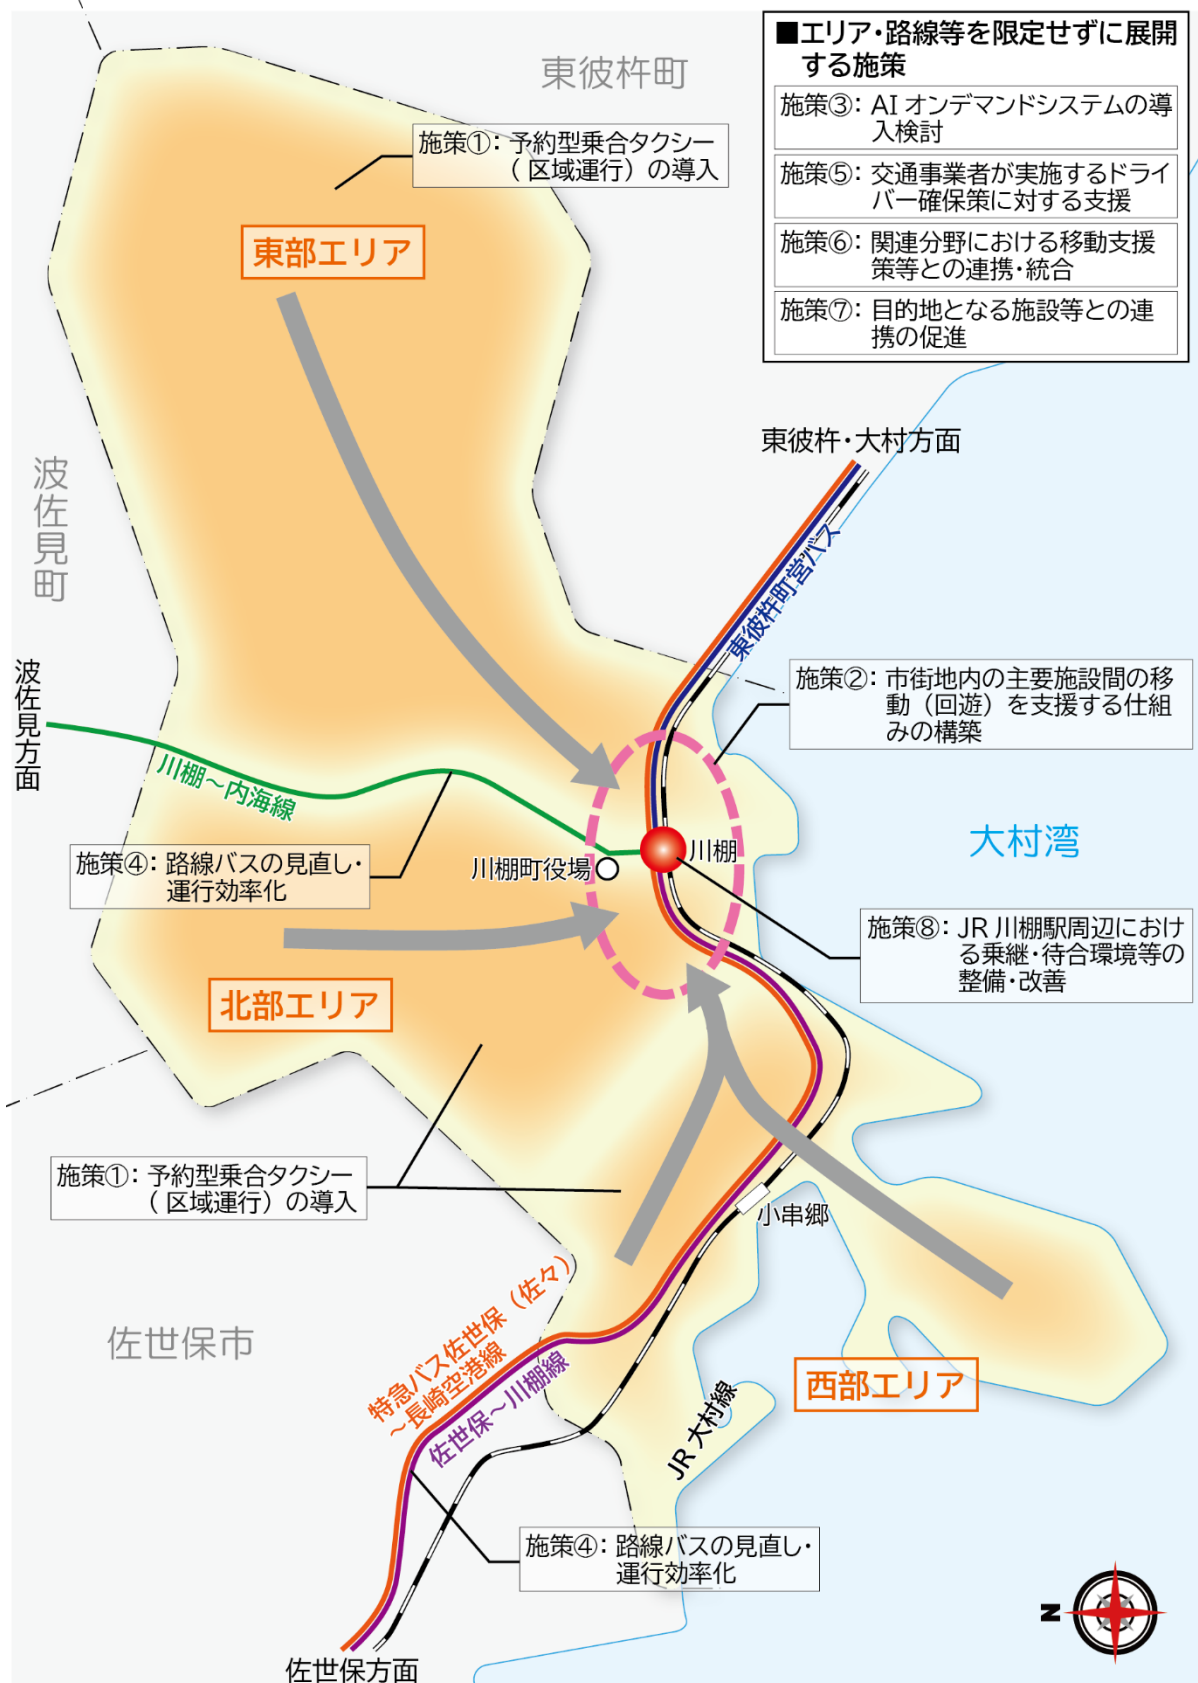 ■エリア・路線等を限定せずに展開
する施策
施策③：AIオンデマンドシステムの導
入検討
施策⑤：交通事業者が実施するドライ
バー確保策に対する支援
施策⑥：関連分野における移動支援
策等との連携・統合
施策⑦：目的地となる施設等との連
携の促進
東彼杵町
施策①：予約型乗合タクシー
（区域運行）の導入
東部エリア
東彼杵・大村方面
波佐見町
東彼杵町営バス
波佐見方面
施策②：市街地内の主要施設間の移
動（回遊）を支援する仕組
みの構築
川棚～内海線
大村湾
施策④：路線バスの見直し・
運行効率化
川棚町役場
川棚
施策⑧：JR川棚駅周辺におけ
る乗継・待合環境等の
整備・改善
北部エリア
施策①：予約型乗合タクシー
（区域運行）の導入
小串郷
佐世保市
特急バス佐世保（佐々）
～長崎空港線
佐世保～川棚線
西部エリア
JR大村線
施策④：路線バスの見直し・
運行効率化
N
佐世保方面